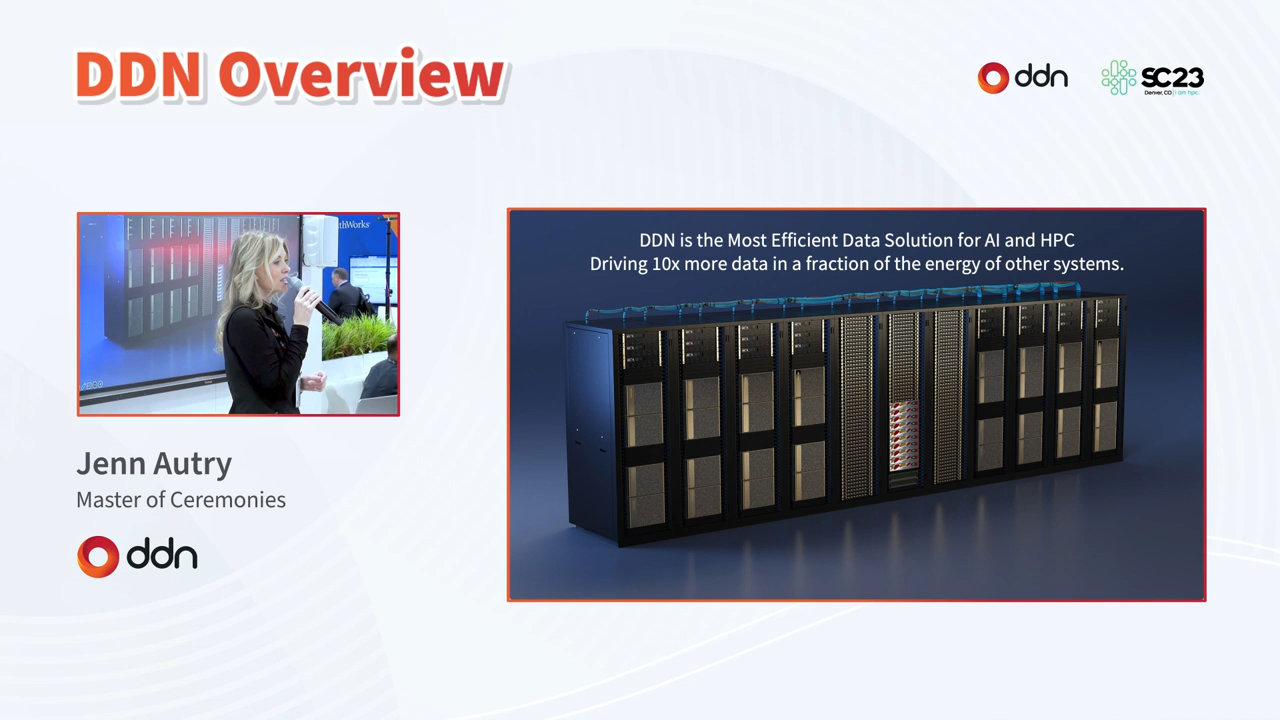 DDN Overview
ddn
SC23
Denver, CO | i am hpc.
thWorks
DDN is the Most Efficient Data Solution for AI and HPC
Driving 10x more data in a fraction of the energy of other systems.
Jenn Autry
Master of Ceremonies
ddn